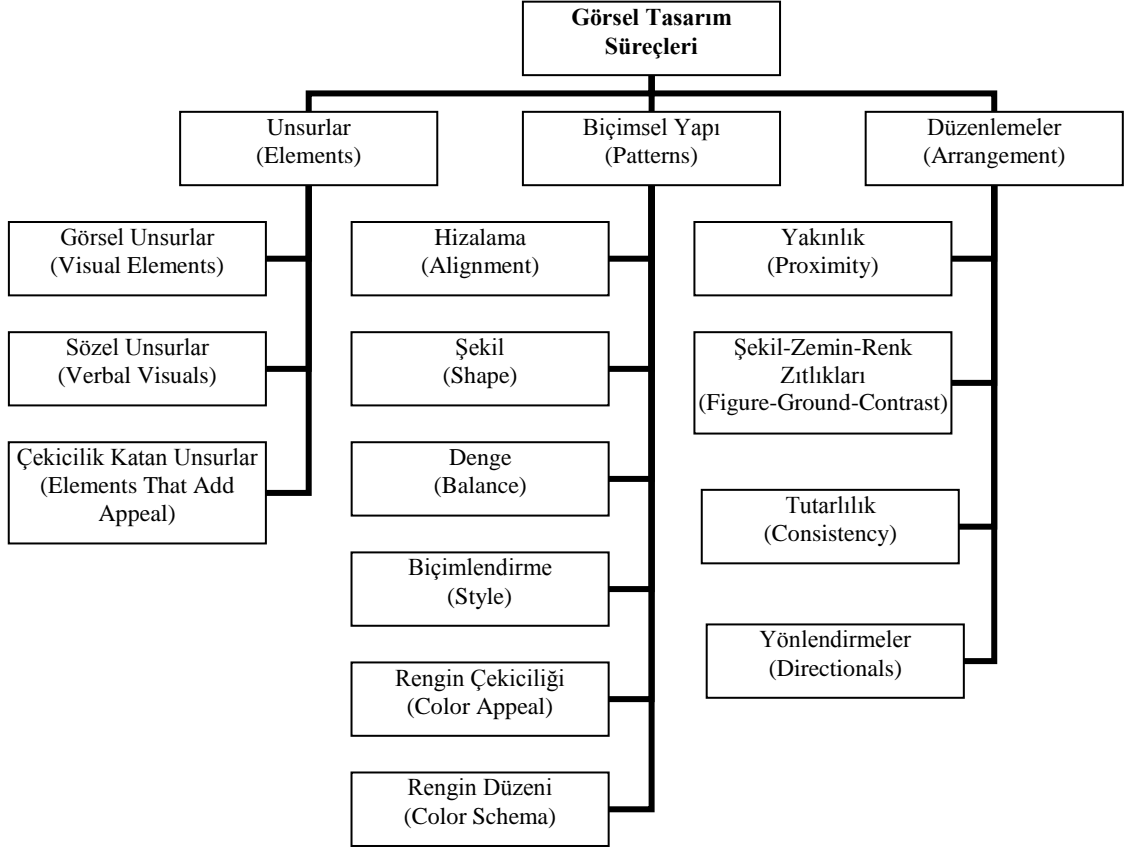 Görsel Tasarım
Süreçleri
Unsurlar
(Elements)
Biçimsel Yapı
(Patterns)
Düzenlemeler
(Arrangement)
Görsel Unsurlar
(Visual Elements)
Sözel Unsurlar
(Verbal Visuals)
Çekicilik Katan Unsurlar
(Elements That Add
Appeal)
Hizalama
(Alignment)
Şekil
(Shape)
Denge
(Balance)
Biçimlendirme
(Style)
Rengin Çekiciliği
(Color Appeal)
Rengin Düzeni
(Color Schema)
Yakınlık
(Proximity)
Şekil-Zemin-Renk
Zıtlıkları
(Figure-Ground-Contrast)
Tutarlılık
(Consistency)
Yönlendirmeler
(Directionals)